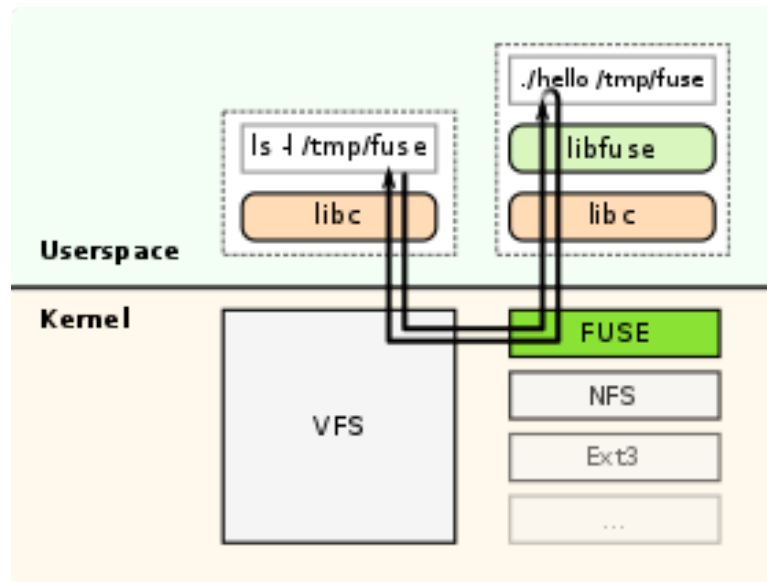 ./hello /tmp/fuse
ls -l /tmp/fuse
libfuse
libc
libc
Userspace
Kernel
FUSE
NFS
VFS
Ext3
...